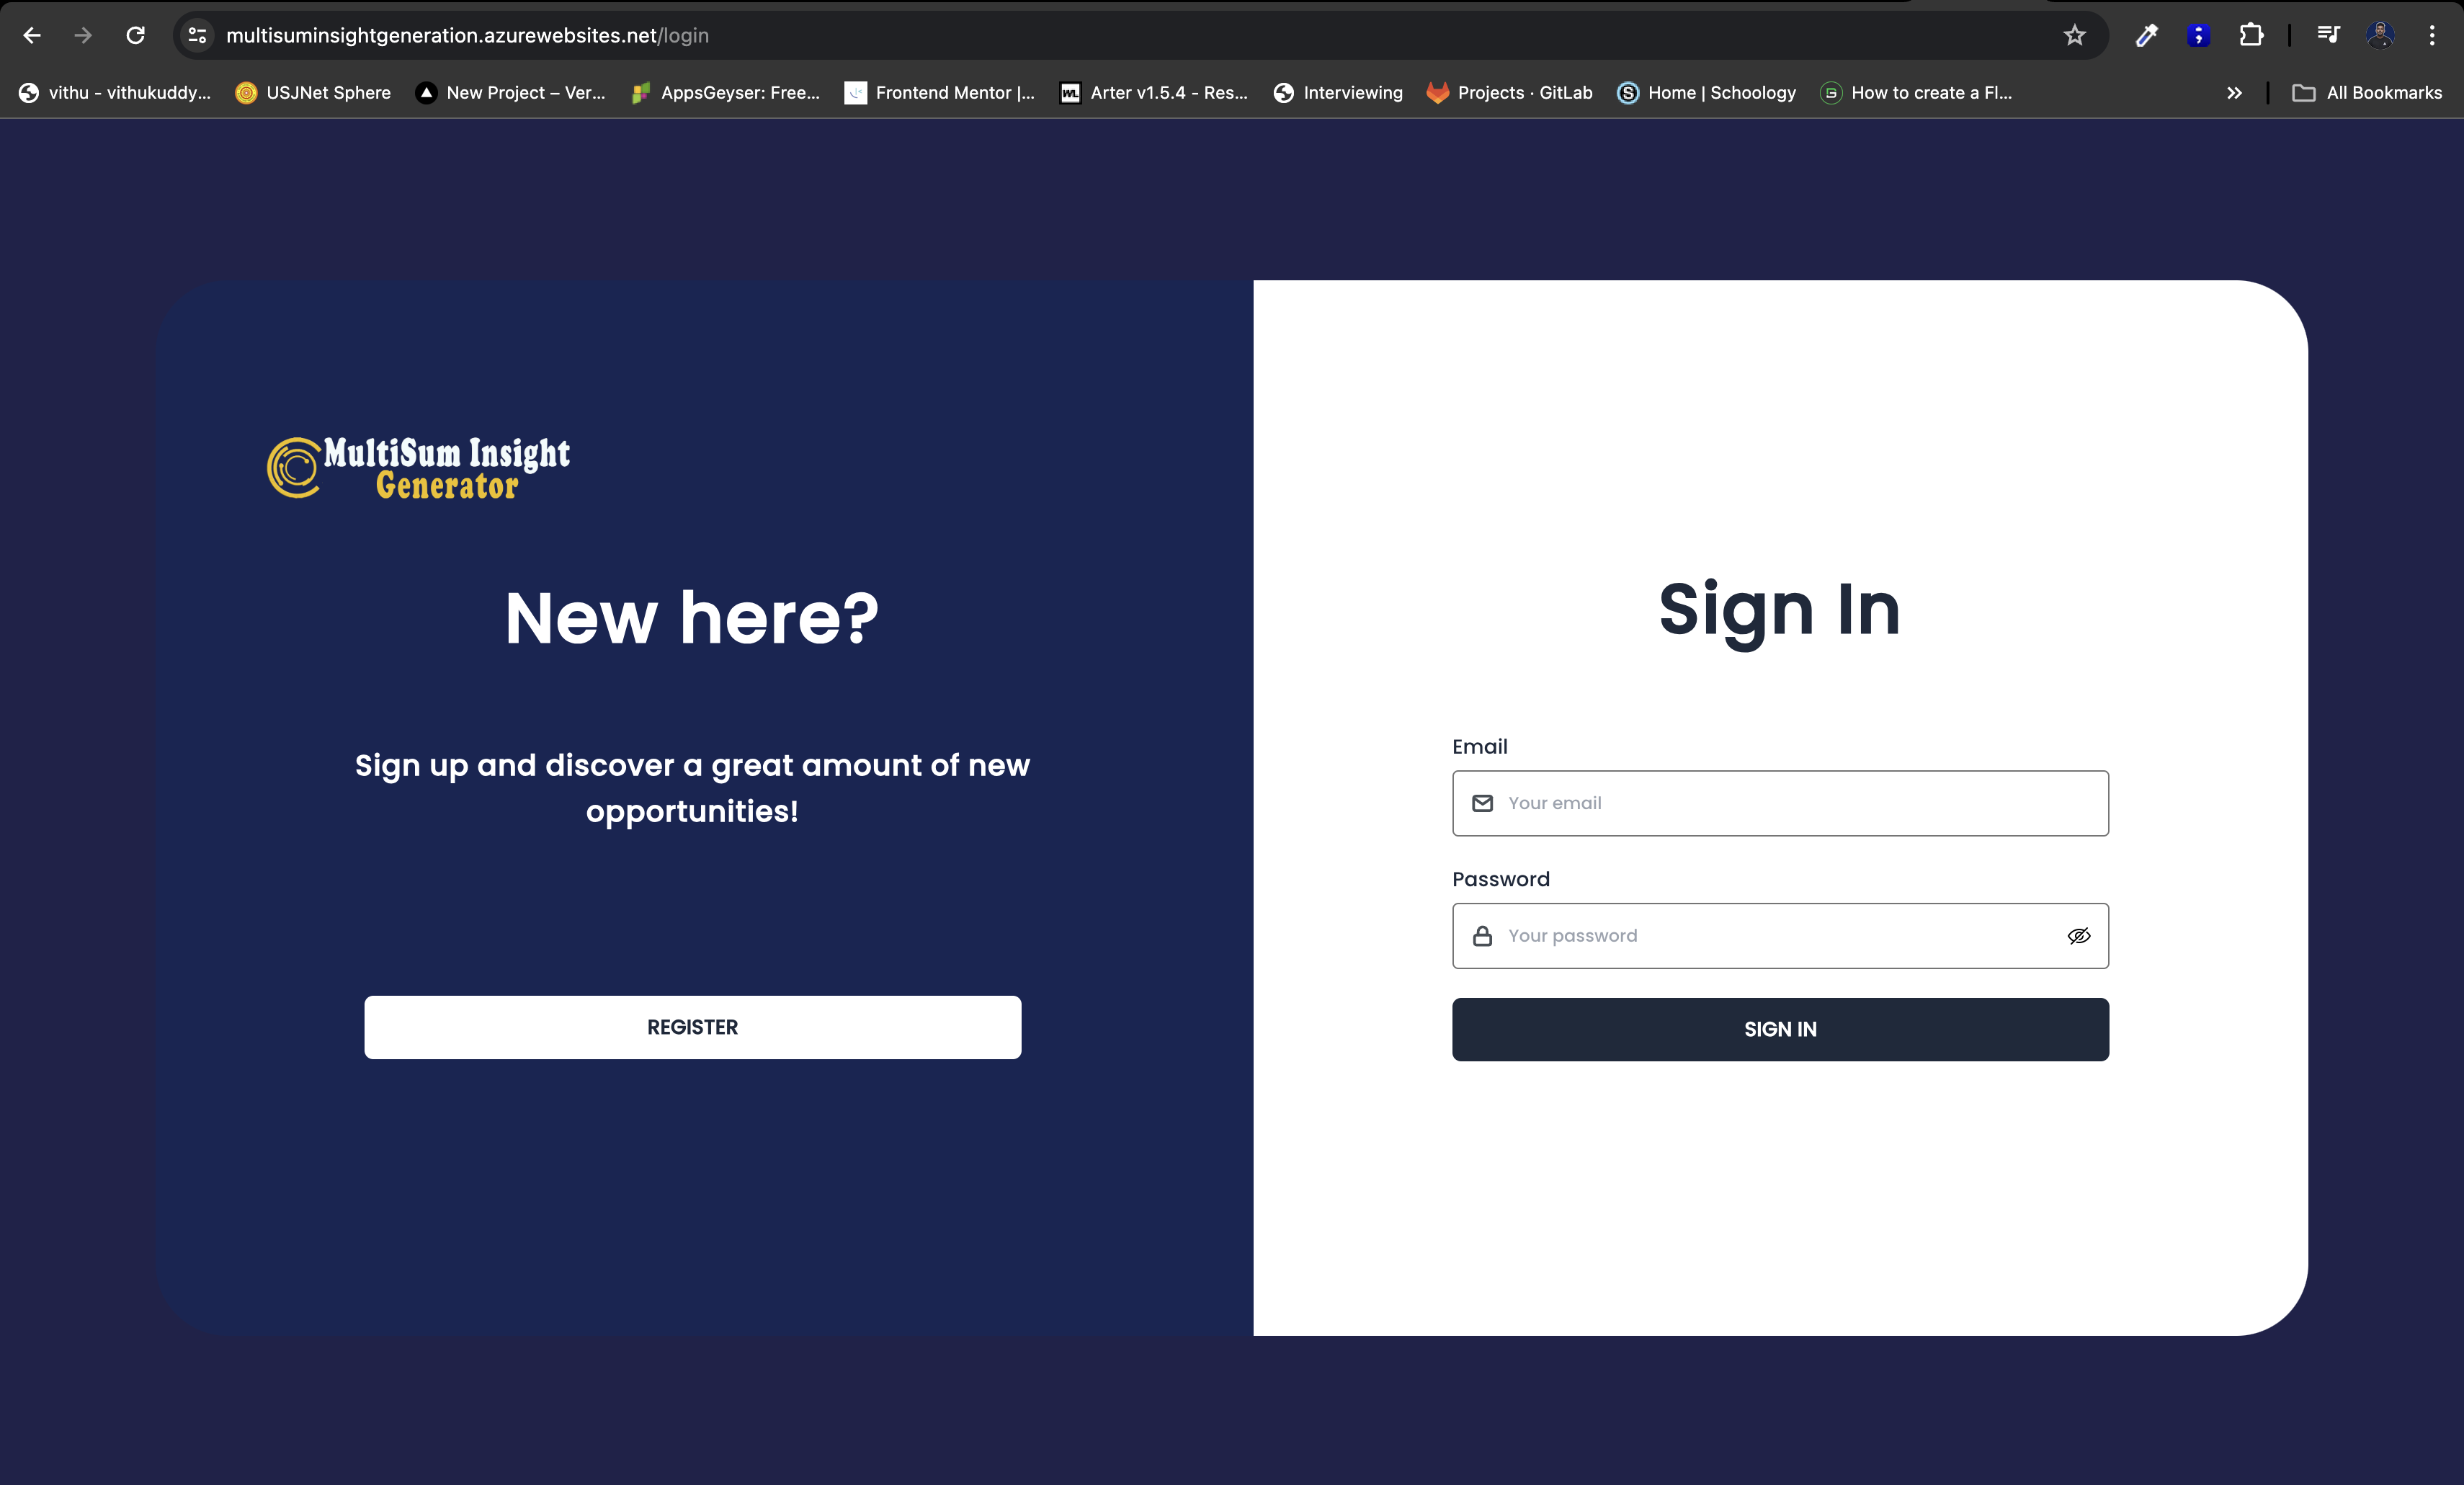 multisuminsightgeneration.azurewebsites.net/login
vithu - vithukuddy...
USJNet Sphere
New Project – Ver...
AppsGeyser: Free...
Frontend Mentor |...
WL
Arter v1.5.4 - Res...
Interviewing
Projects · GitLab
Home | Schoology
How to create a Fl...
All Bookmarks
MultiSum Insight
Generator
New here?
Sign up and discover a great amount of new
opportunities!
REGISTER
Sign In
Email
Your email
Password
Your password
SIGN IN